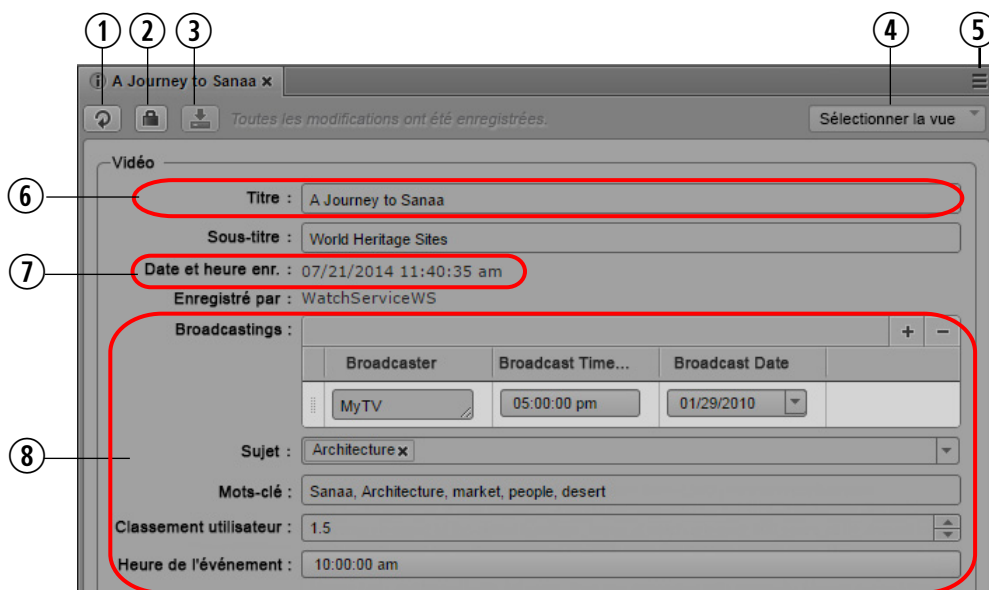 1 2 3 4 5
A Journey to Sanaa ×
Toutes les modifications ont été enregistrées. Sélectionner la vue
Vidéo
6 Titre : A Journey to Sanaa
Sous-titre : World Heritage Sites
7 Date et heure enr. : 07/21/2014 11:40:35 am
Enregistré par : WatchServiceWS
Broadcastings : + −
Broadcaster Broadcast Time... Broadcast Date
MyTV 05:00:00 pm 01/29/2010
8 Sujet : Architecture ×
Mots-clé : Sanaa, Architecture, market, people, desert
Classement utilisateur : 1.5
Heure de l'événement : 10:00:00 am